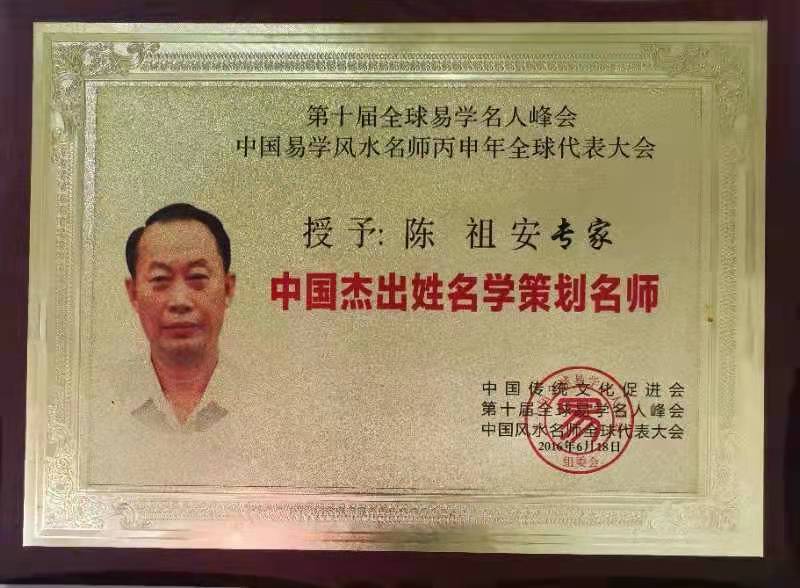 第十届全球易学名人峰会
中国易学风水名师丙申年全球代表大会
授予:陈 祖安专家
中国杰出姓名学策划名师
中国传统文化促进会
第十届全球易学名人峰会
中国风水名师全球代表大会
2016年6月18日
易
组委会